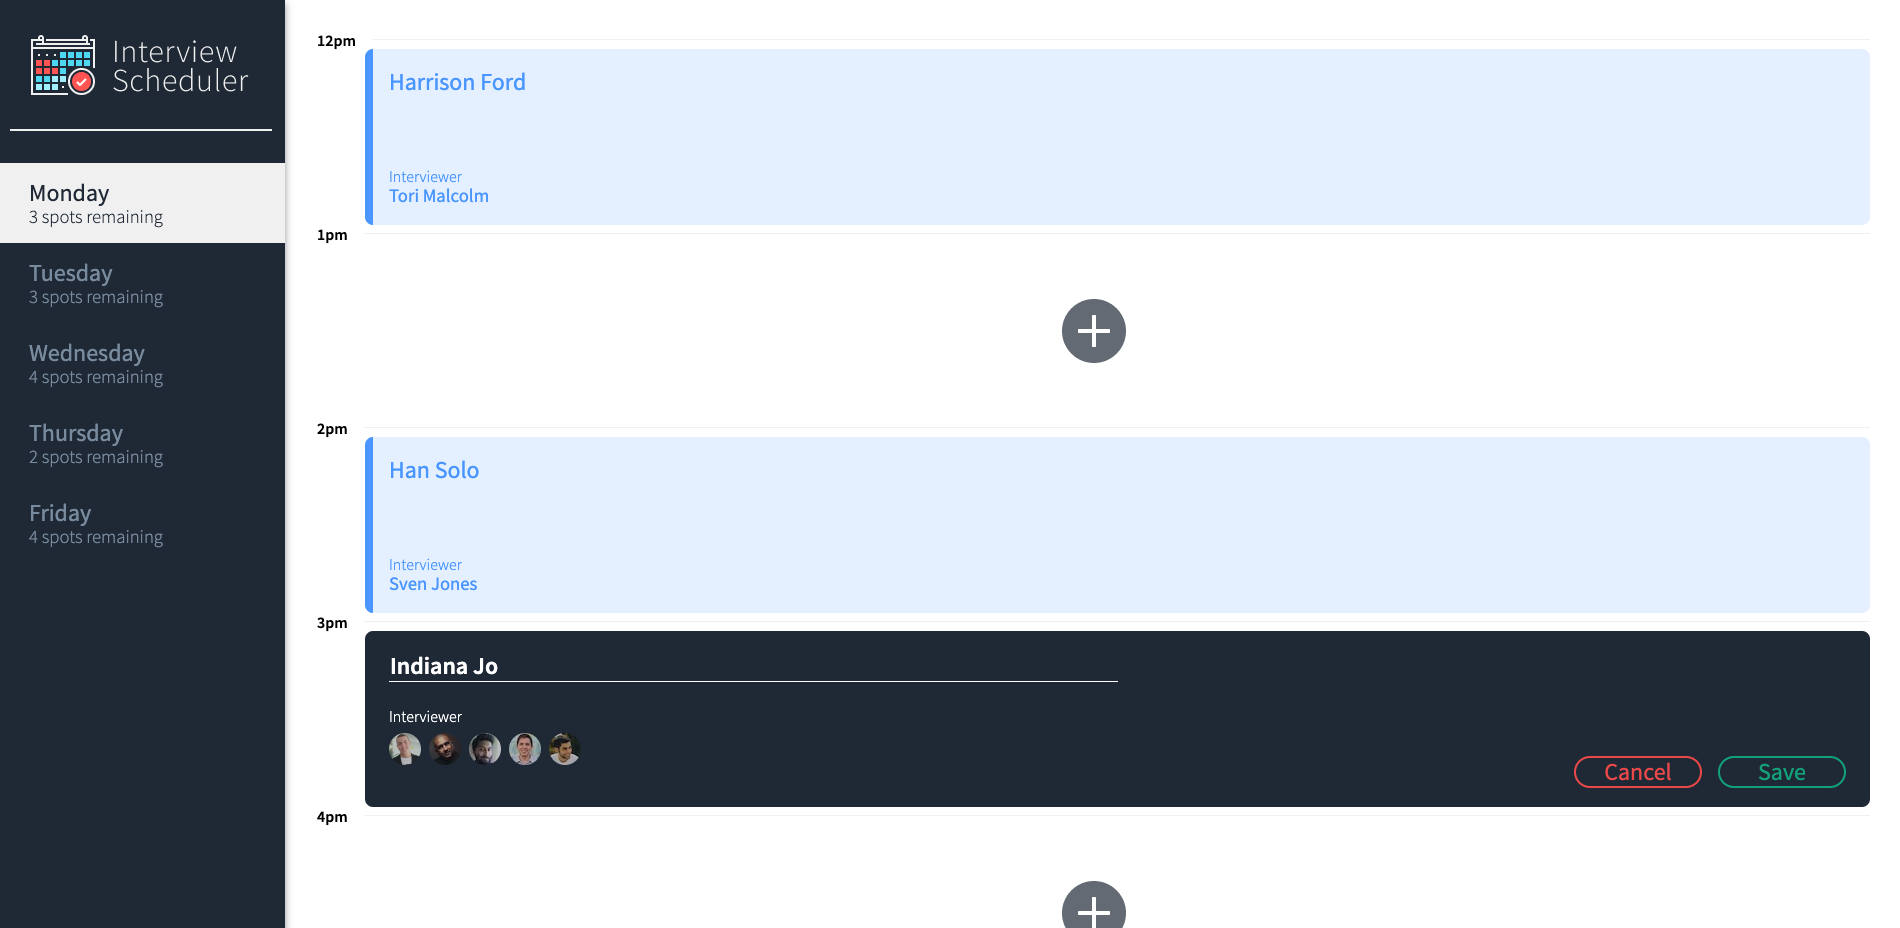 Interview
Scheduler
Monday
3 spots remaining
Tuesday
3 spots remaining
Wednesday
4 spots remaining
Thursday
2 spots remaining
Friday
4 spots remaining
12pm
Harrison Ford
Interviewer
Tori Malcolm
1pm
2pm
Han Solo
Interviewer
Sven Jones
3pm
Indiana Jo
Interviewer
Cancel
Save
4pm